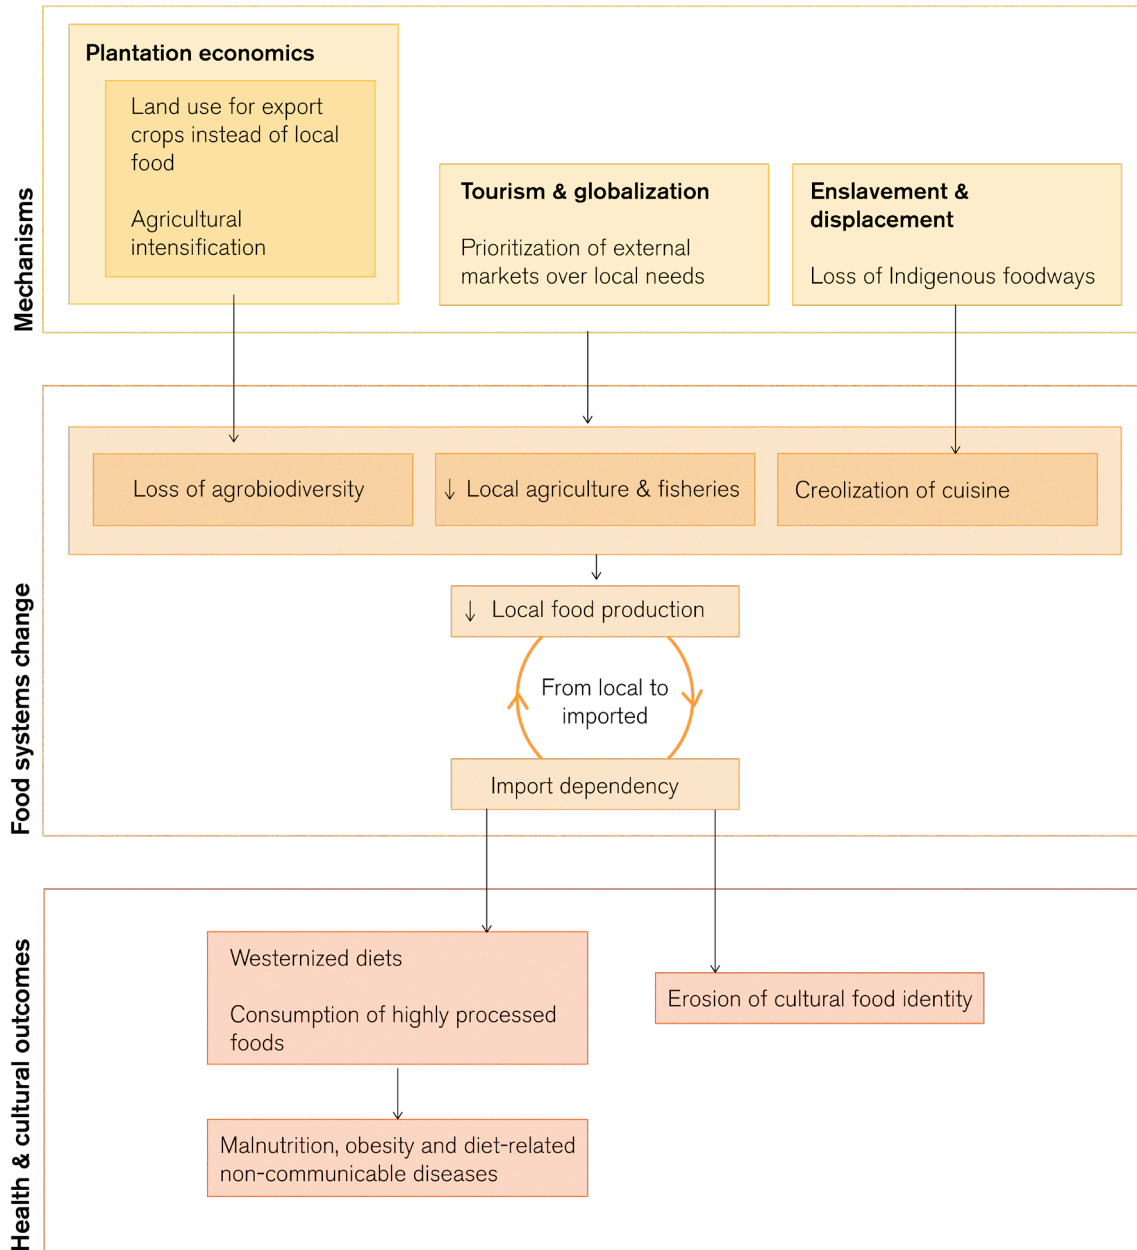 Mechanisms
Plantation economics
Land use for export
crops instead of local
food
Agricultural
intensification
Tourism & globalization
Prioritization of external
markets over local needs
Enslavement &
displacement
Loss of Indigenous foodways
Food systems change
Loss of agrobiodiversity
↓ Local agriculture & fisheries
Creolization of cuisine
↓ Local food production
From local to
imported
Import dependency
Health & cultural outcomes
Westernized diets
Consumption of highly processed
foods
Erosion of cultural food identity
Malnutrition, obesity and diet-related
non-communicable diseases